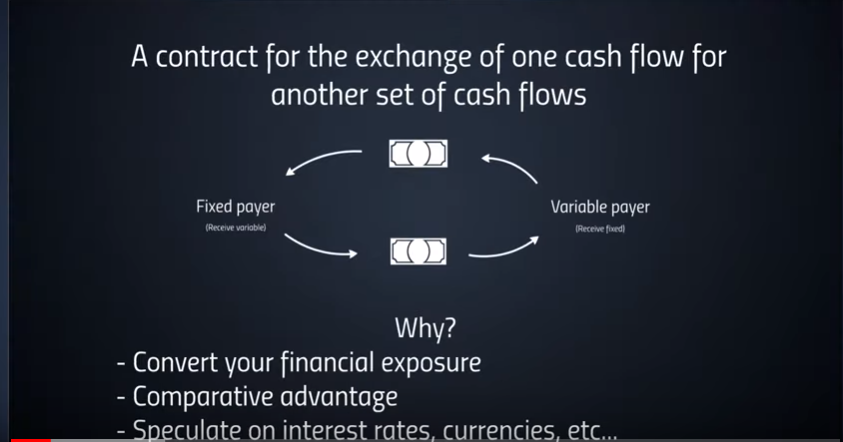 A contract for the exchange of one cash flow for
another set of cash flows
Fixed payer
(Receive variable)
Variable payer
(Receive fixed)
Why?
- Convert your financial exposure
- Comparative advantage
- Speculate on interest rates, currencies, etc...